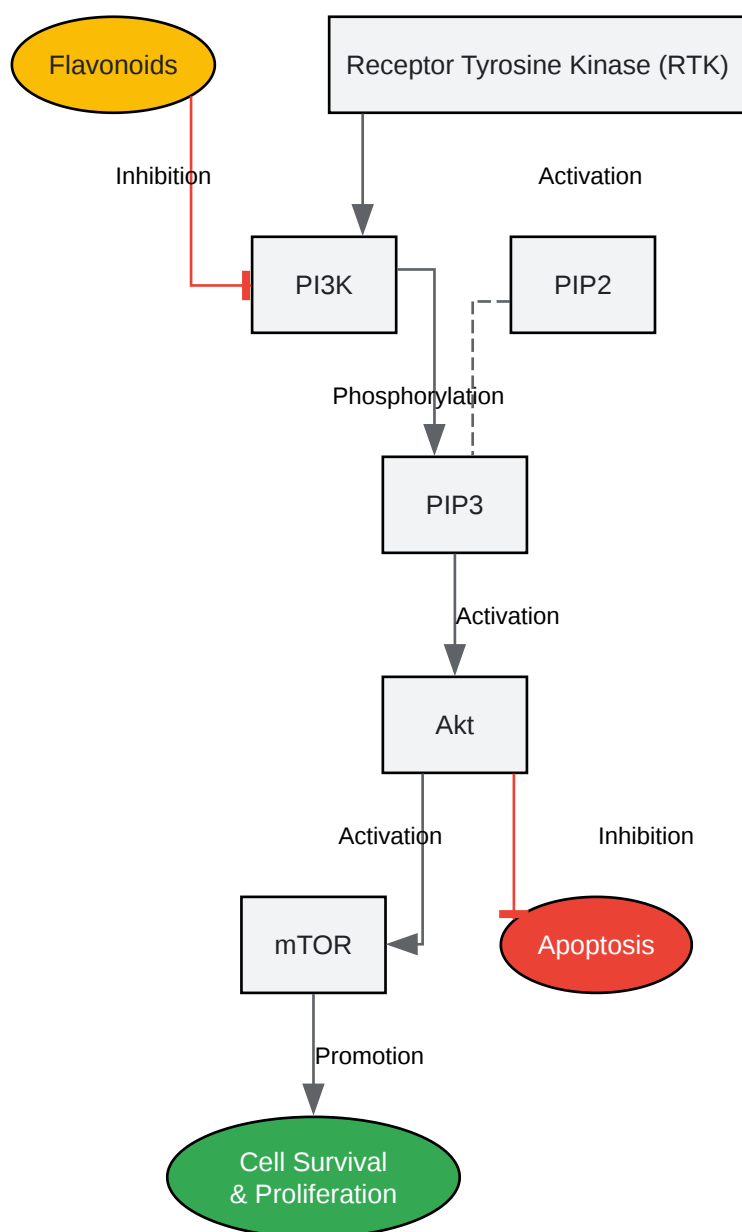 Flavonoids
Receptor Tyrosine Kinase (RTK)
Inhibition
Activation
PI3K
PIP2
Phosphorylation
PIP3
Activation
Akt
Activation
Inhibition
mTOR
Apoptosis
Promotion
Cell Survival
& Proliferation